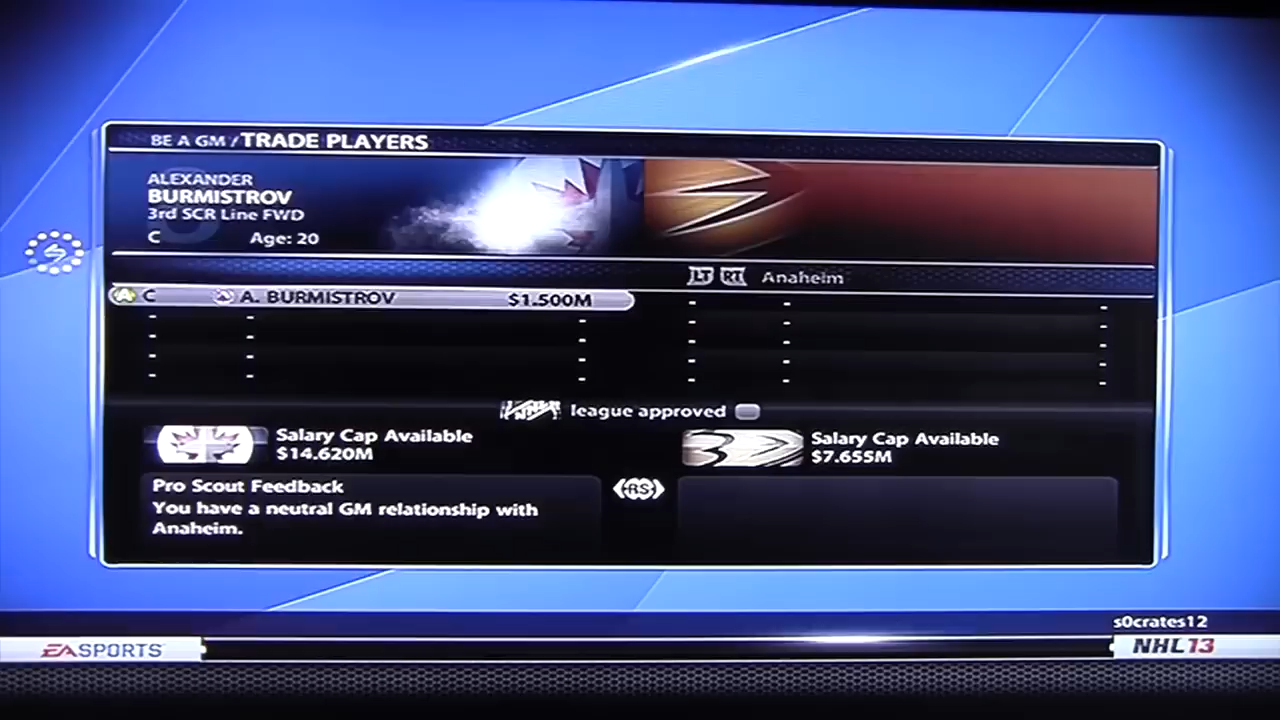 BE A GM / TRADE PLAYERS
ALEXANDER
BURMISTROV
3rd SCR Line FWD
C Age: 20
LT RT Anaheim
A C A. BURMISTROV $1.500M
league approved
Salary Cap Available
$14.620M
Salary Cap Available
$7.655M
Pro Scout Feedback
You have a neutral GM relationship with
Anaheim.
RS
s0crates12
EA SPORTS
NHL13